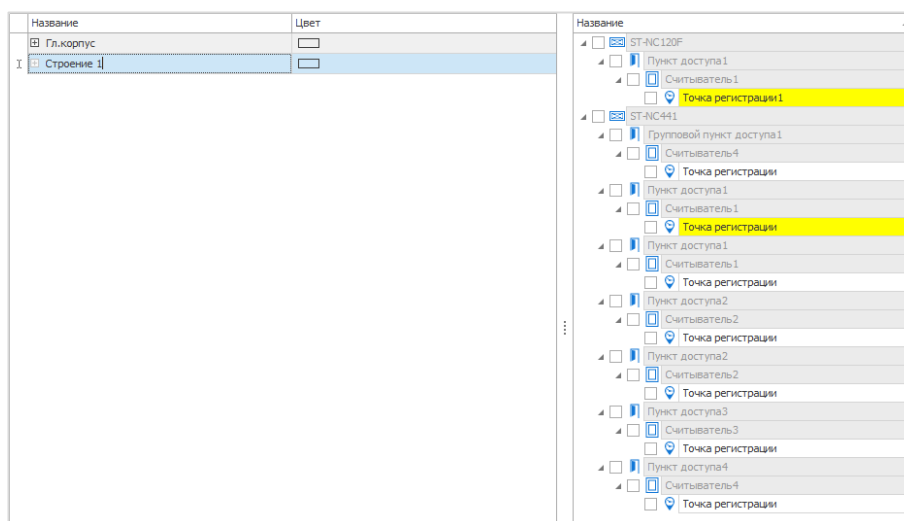 Название Цвет
Гл.корпус
Строение 1
Название
ST-NC120F
Пункт доступа1
Считыватель1
Точка регистрации1
ST-NC441
Групповой пункт доступа1
Считыватель4
Точка регистрации
Пункт доступа1
Считыватель1
Точка регистрации
Пункт доступа1
Считыватель1
Точка регистрации
Пункт доступа2
Считыватель2
Точка регистрации
Пункт доступа2
Считыватель2
Точка регистрации
Пункт доступа3
Считыватель3
Точка регистрации
Пункт доступа4
Считыватель4
Точка регистрации